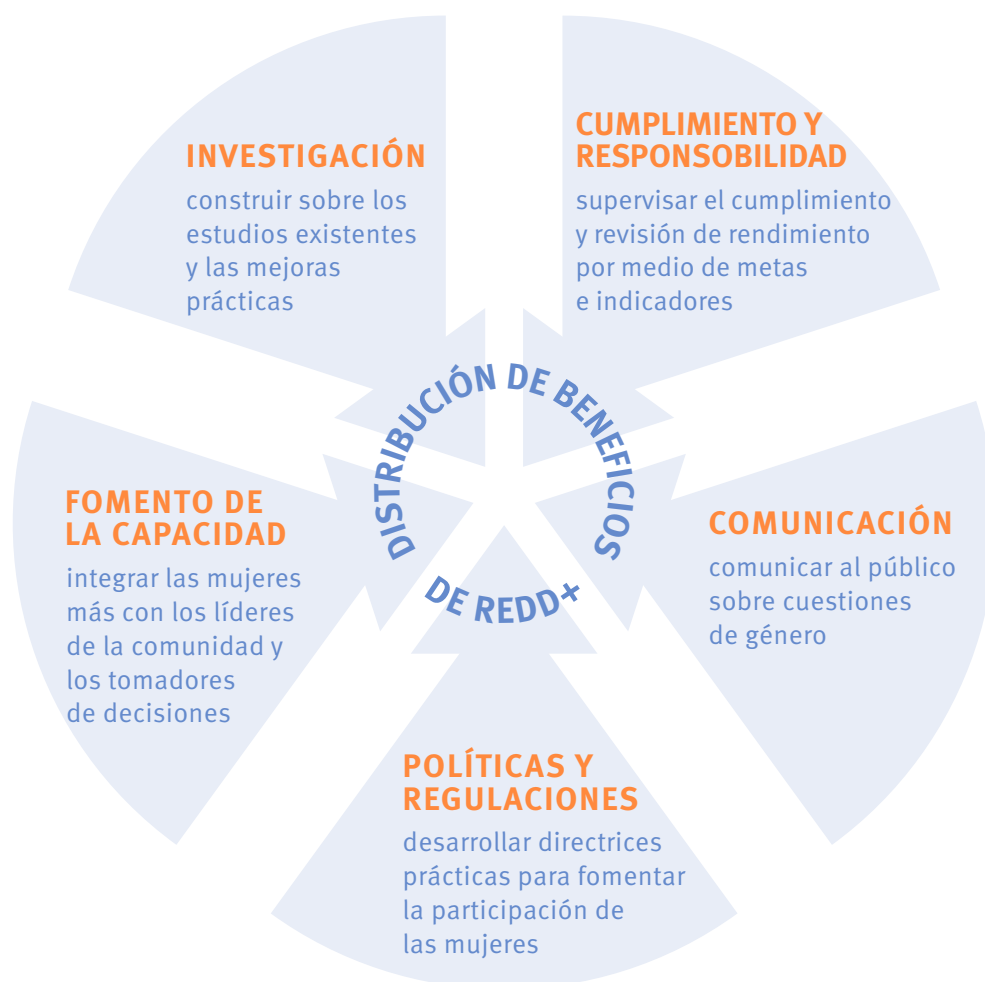 INVESTIGACIÓN
construir sobre los
estudios existentes
y las mejoras
prácticas
CUMPLIMIENTO Y
RESPONSOBILIDAD
supervisar el cumplimiento
y revisión de rendimiento
por medio de metas
e indicadores
DISTRIBUCIÓN DE BENEFICIOS
DE REDD+
FOMENTO DE
LA CAPACIDAD
integrar las mujeres
más con los líderes
de la comunidad y
los tomadores
de decisiones
COMUNICACIÓN
comunicar al público
sobre cuestiones
de género
POLÍTICAS Y
REGULACIONES
desarrollar directrices
prácticas para fomentar
la participación de
las mujeres